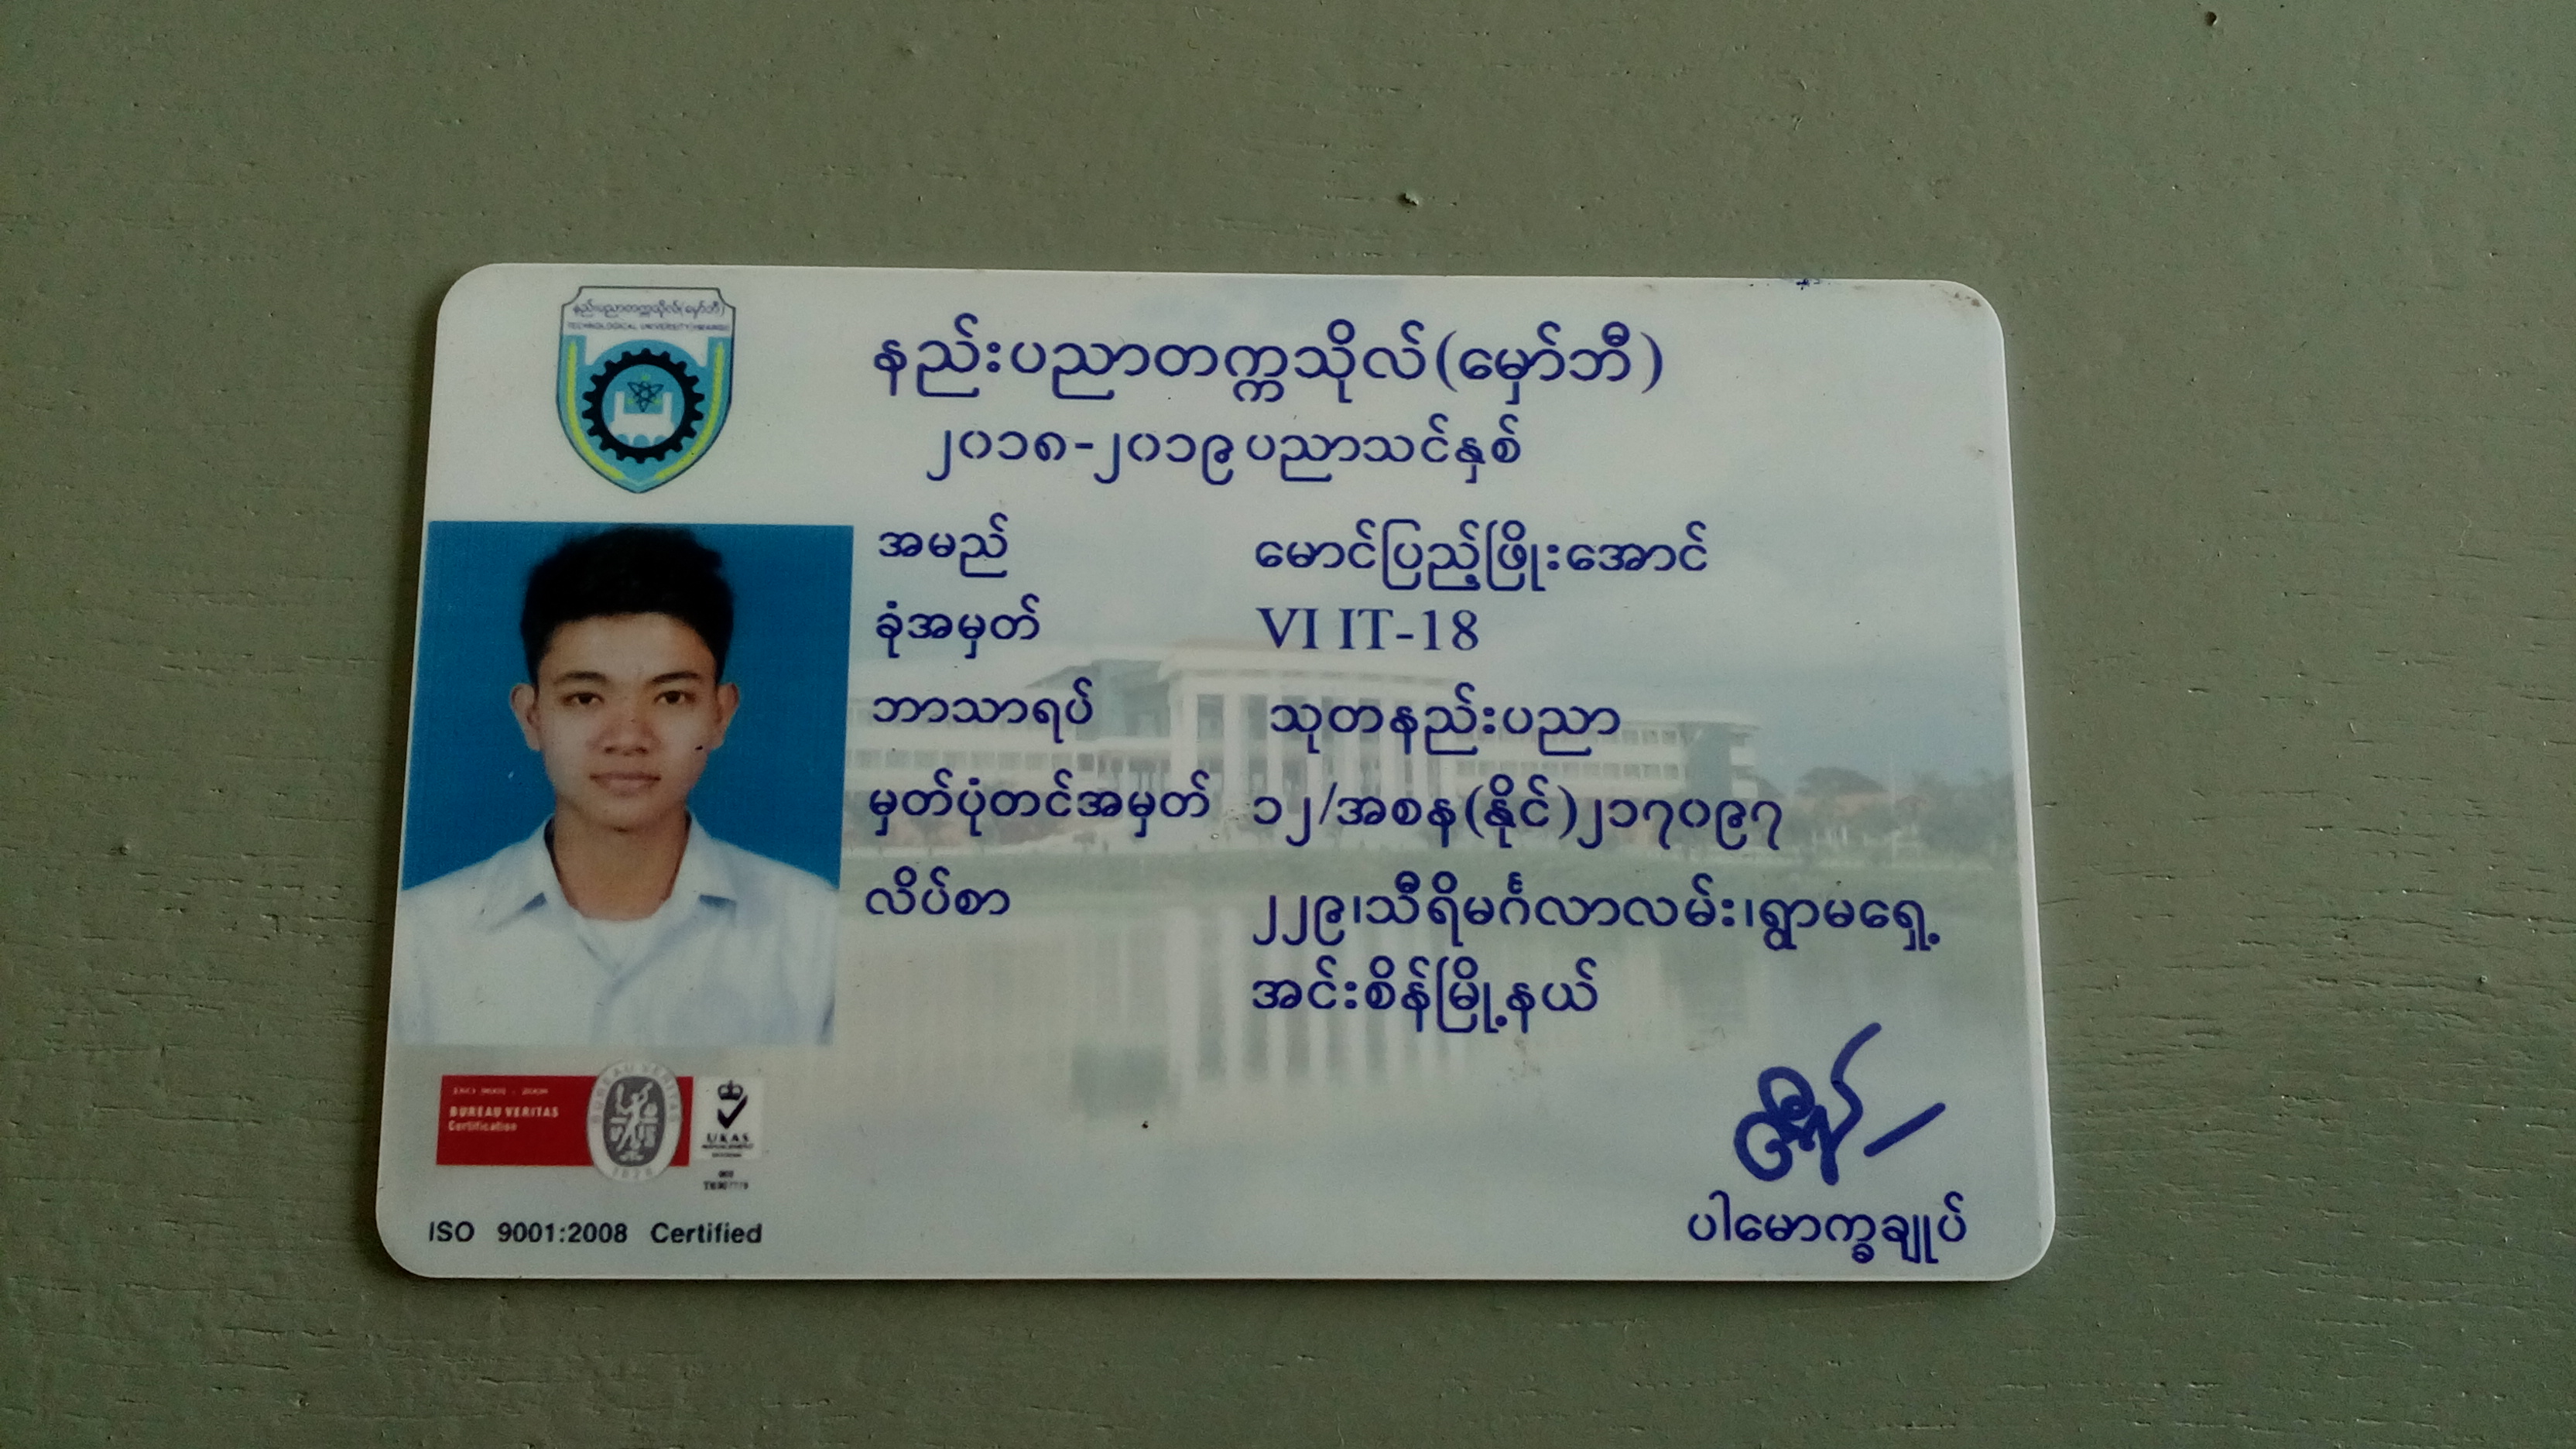 နည်းပညာတက္ကသိုလ်(မှော်ဘီ)
TECHNOLOGICAL UNIVERSITY(HMAWBI)
နည်းပညာတက္ကသိုလ်(မှော်ဘီ)
၂၀၁၈-၂၀၁၉ပညာသင်နှစ်
အမည် မောင်ပြည့်ဖြိုးအောင်
ခုံအမှတ် VI IT-18
ဘာသာရပ် သုတနည်းပညာ
မှတ်ပုံတင်အမှတ် ၁၂/အစန(နိုင်)၂၁၇၀၉၇
လိပ်စာ ၂၂၉၊သီရိမင်္ဂလာလမ်း၊ရွာမရှေ့
အင်းစိန်မြို့နယ်
ISO 9001 : 2008
BUREAU VERITAS
Certification
BUREAU VERITAS
1828
UKAS
ISO 9001:2008 Certified
ပါမောက္ခချုပ်